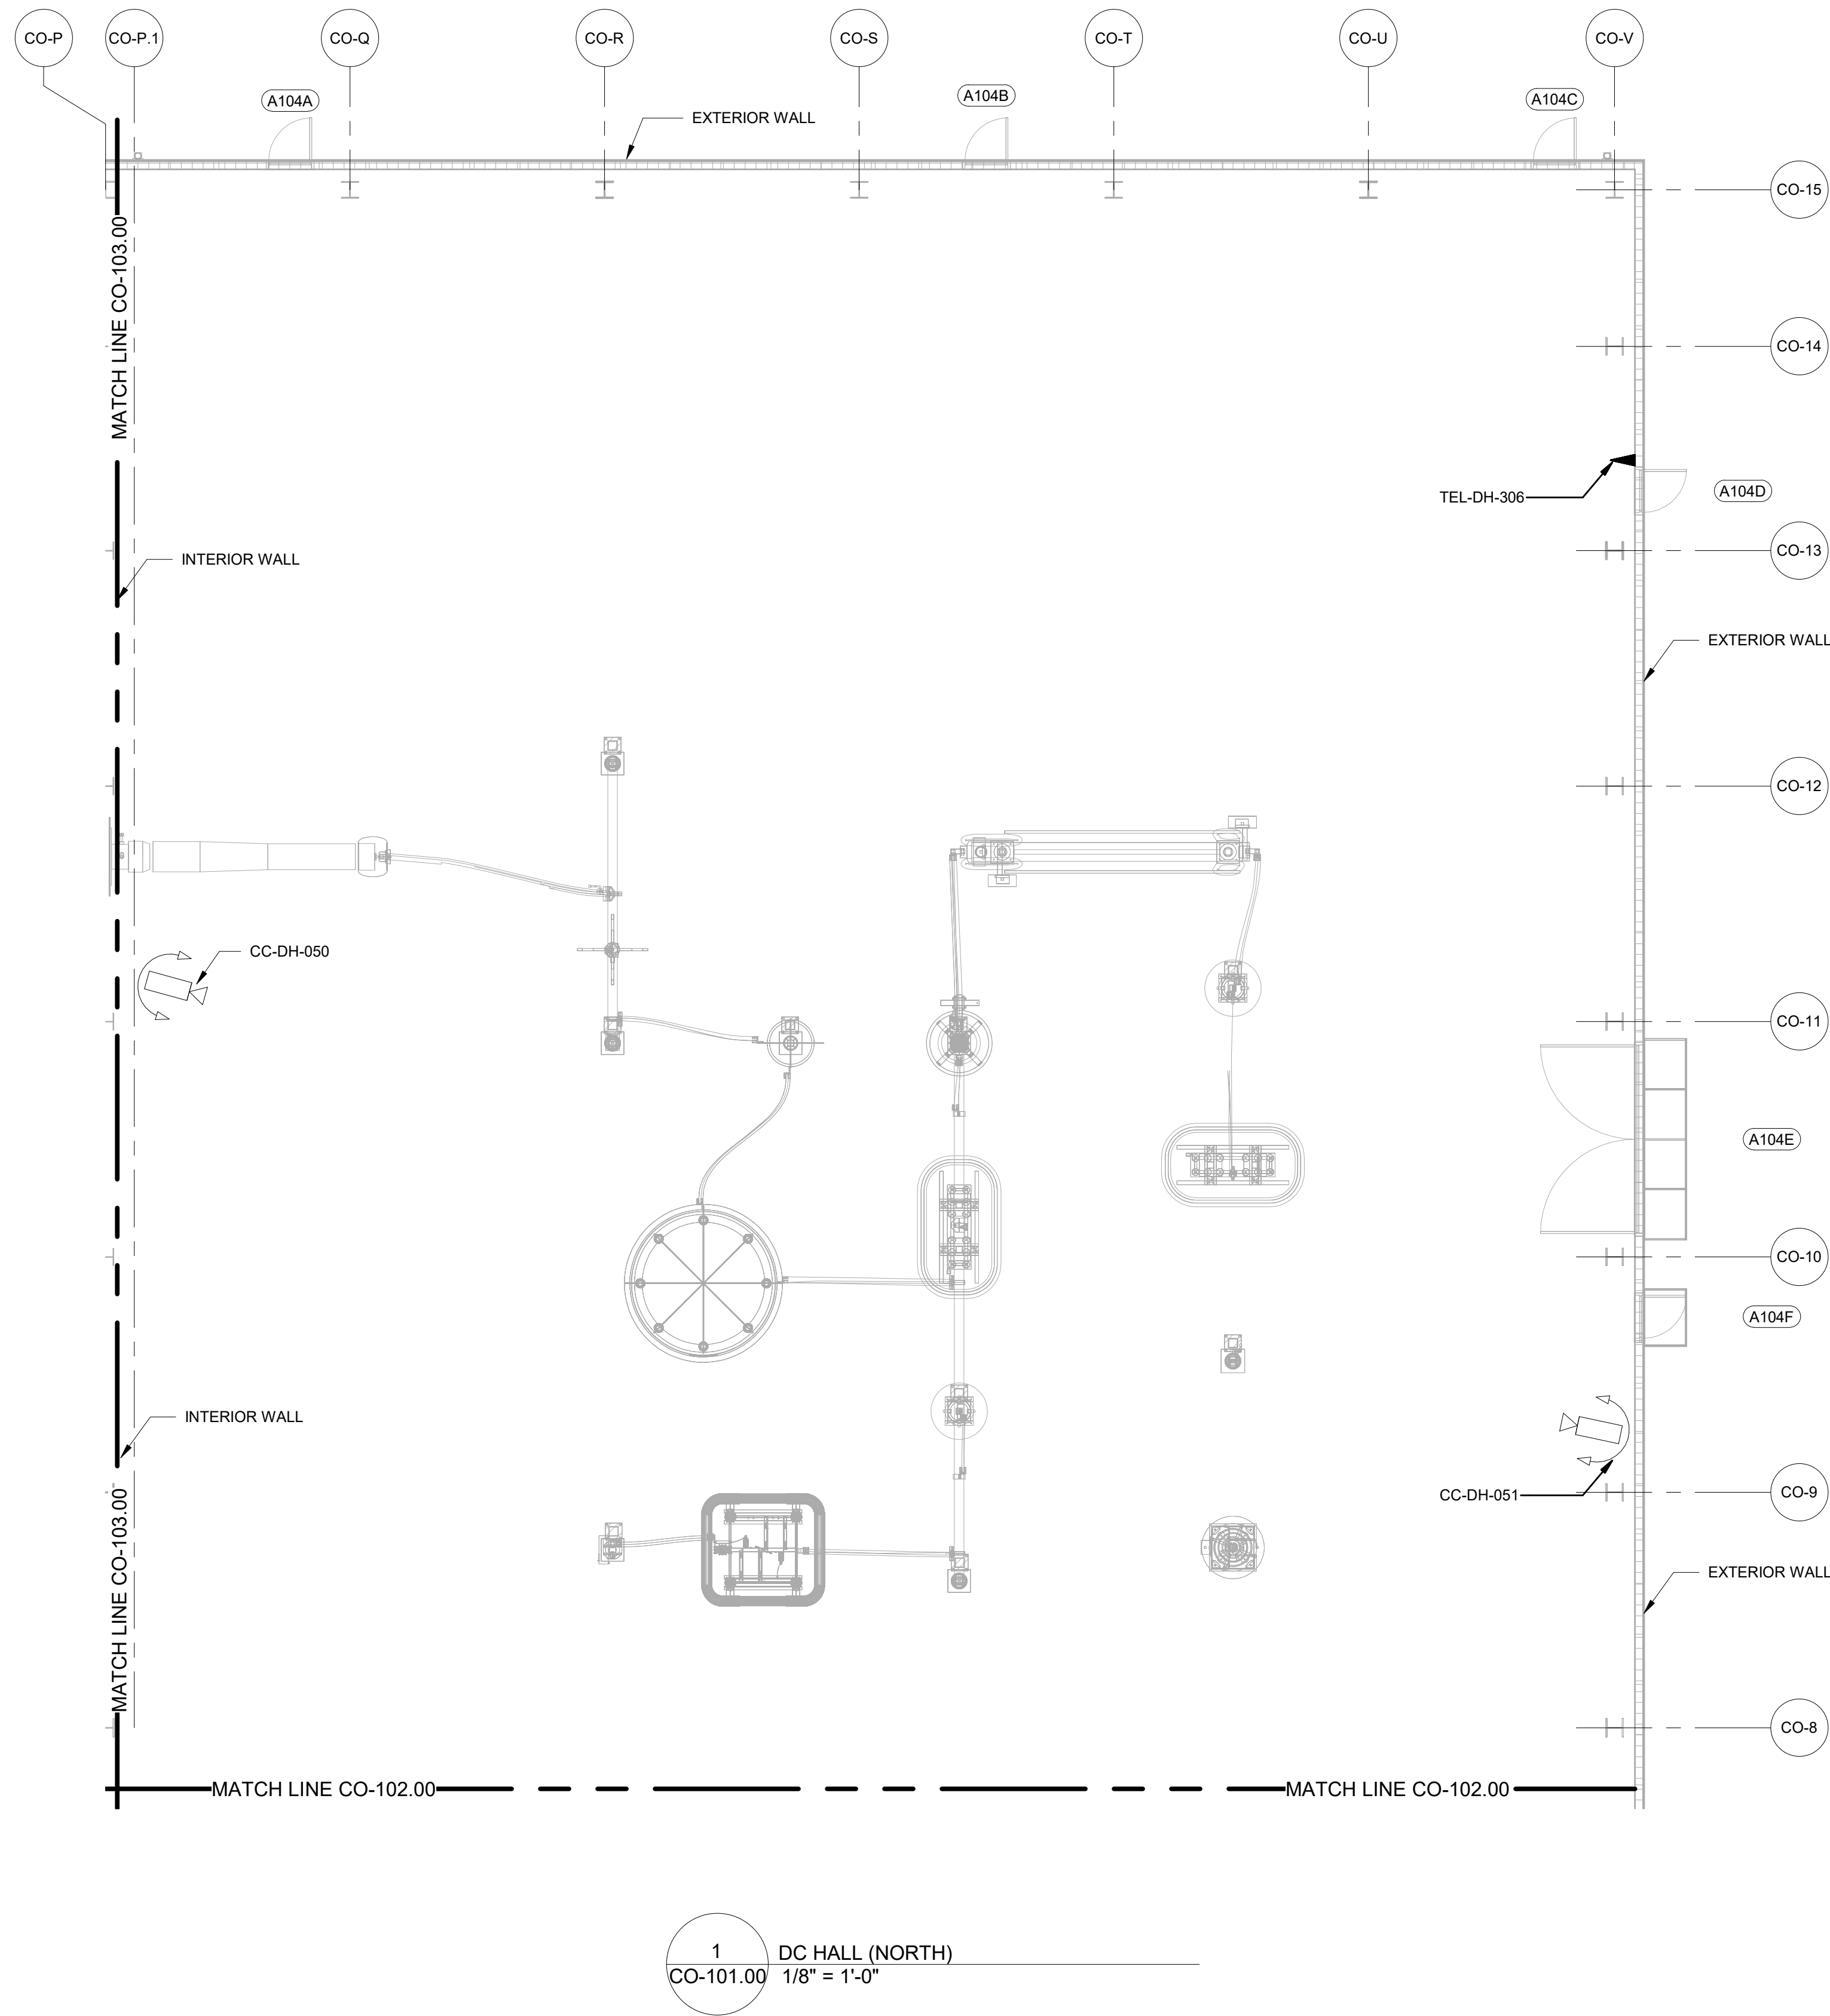 CO-P
CO-P.1
CO-Q
CO-R
CO-S
CO-T
CO-U
CO-V
A104A
A104B
A104C
EXTERIOR WALL
CO-15
MATCH LINE CO-103.00
CO-14
TEL-DH-306
A104D
CO-13
INTERIOR WALL
EXTERIOR WALL
CO-12
CC-DH-050
CO-11
A104E
CO-10
A104F
INTERIOR WALL
CC-DH-051
CO-9
MATCH LINE CO-103.00
EXTERIOR WALL
CO-8
MATCH LINE CO-102.00
MATCH LINE CO-102.00
1
DC HALL (NORTH)
CO-101.00
1/8" = 1'-0"